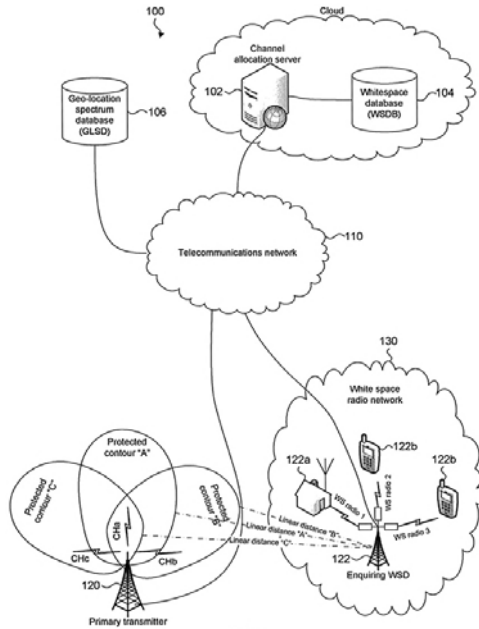 100
Cloud
Channel
allocation server
102
Whitespace
database
(WSDB)
104
Geo-location
spectrum
database
(GLSD)
106
110
Telecommunications network
130
White space
radio network
122b
122a
122b
WS radio 1
WS radio 2
WS radio 3
122
Enquiring WSD
Protected
contour "A"
Protected
contour "C"
Protected
contour "B"
CHa
CHc
CHb
Linear distance "B"
Linear distance "A"
Linear distance "C"
120
Primary transmitter